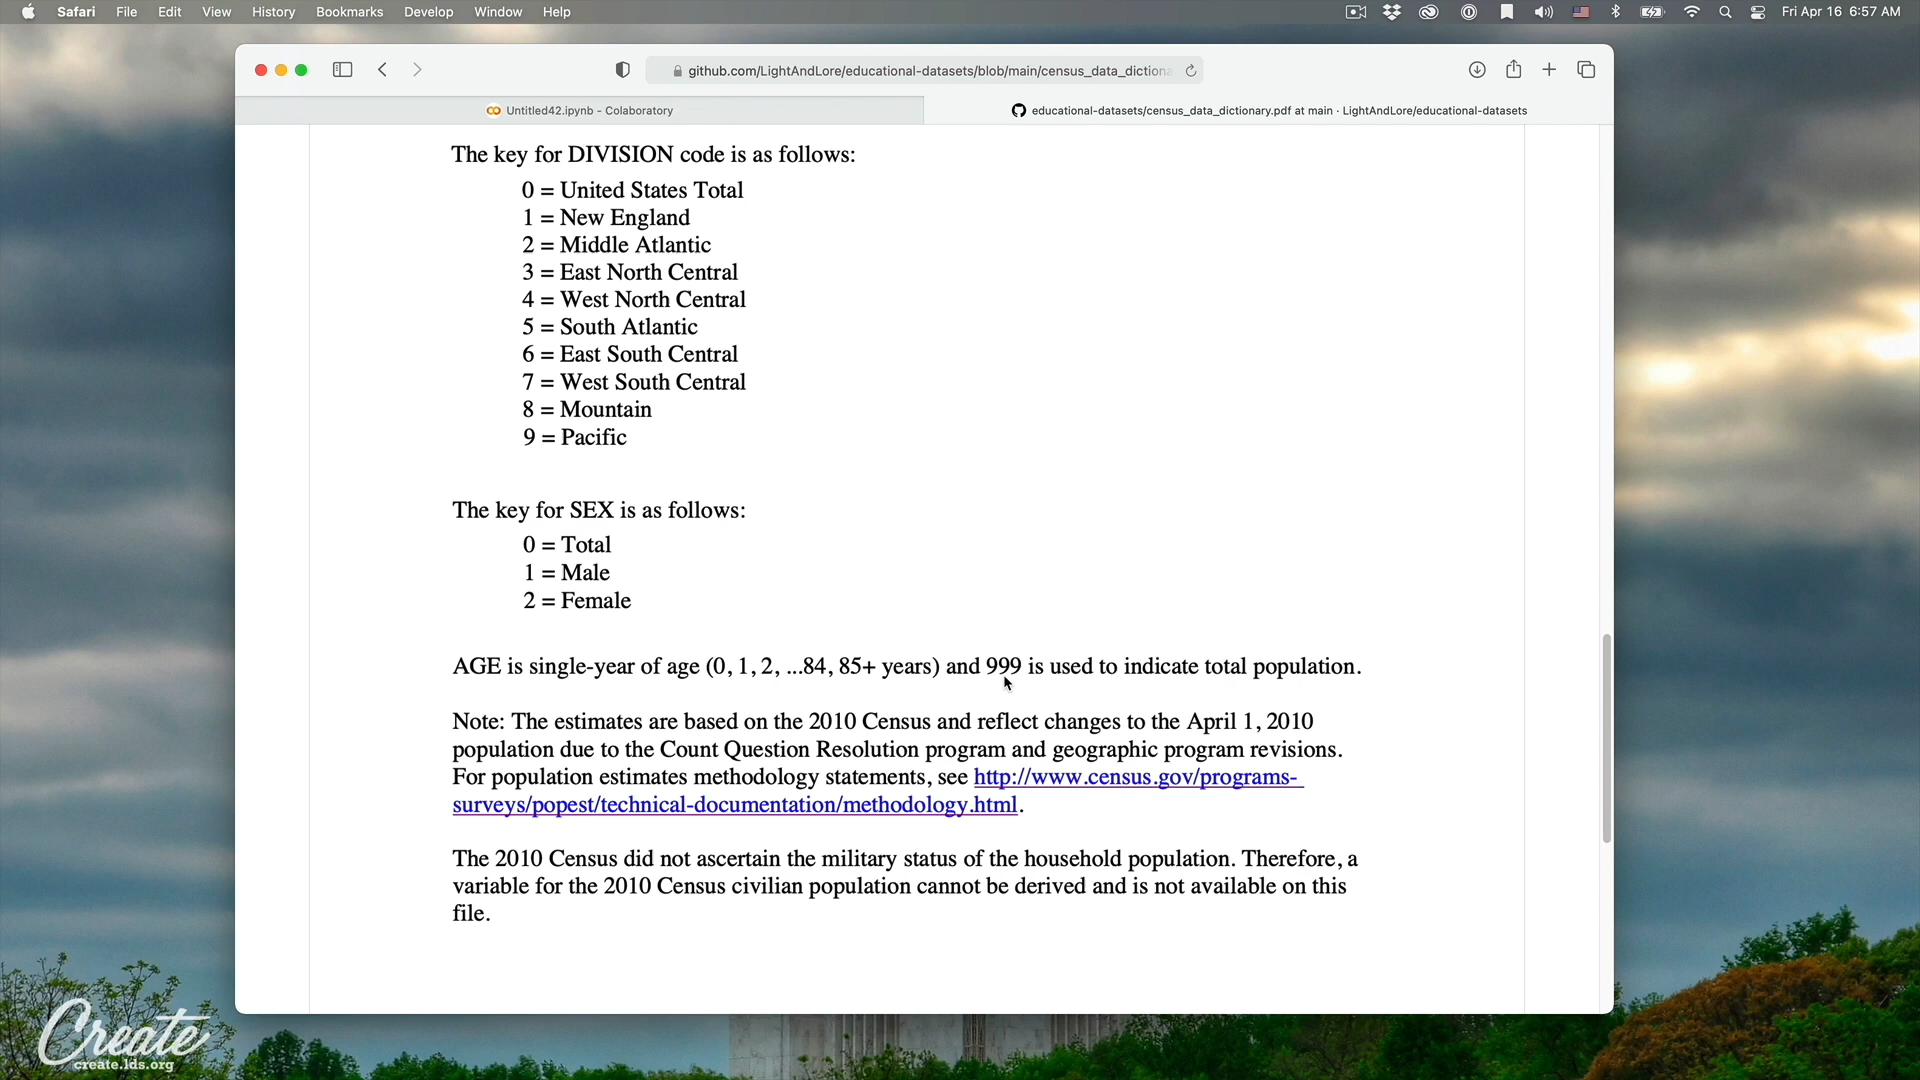 Safari File Edit View History Bookmarks Develop Window Help Fri Apr 16 6:57 AM
github.com/LightAndLore/educational-datasets/blob/main/census_data_dictiona
Untitled42.ipynb - Colaboratory
educational-datasets/census_data_dictionary.pdf at main · LightAndLore/educational-datasets
The key for DIVISION code is as follows:
0 = United States Total
1 = New England
2 = Middle Atlantic
3 = East North Central
4 = West North Central
5 = South Atlantic
6 = East South Central
7 = West South Central
8 = Mountain
9 = Pacific
The key for SEX is as follows:
0 = Total
1 = Male
2 = Female
AGE is single-year of age (0, 1, 2, ...84, 85+ years) and 999 is used to indicate total population.
Note: The estimates are based on the 2010 Census and reflect changes to the April 1, 2010
population due to the Count Question Resolution program and geographic program revisions.
For population estimates methodology statements, see http://www.census.gov/programs-
surveys/popest/technical-documentation/methodology.html.
The 2010 Census did not ascertain the military status of the household population. Therefore, a
variable for the 2010 Census civilian population cannot be derived and is not available on this
file.
Create
create.lds.org